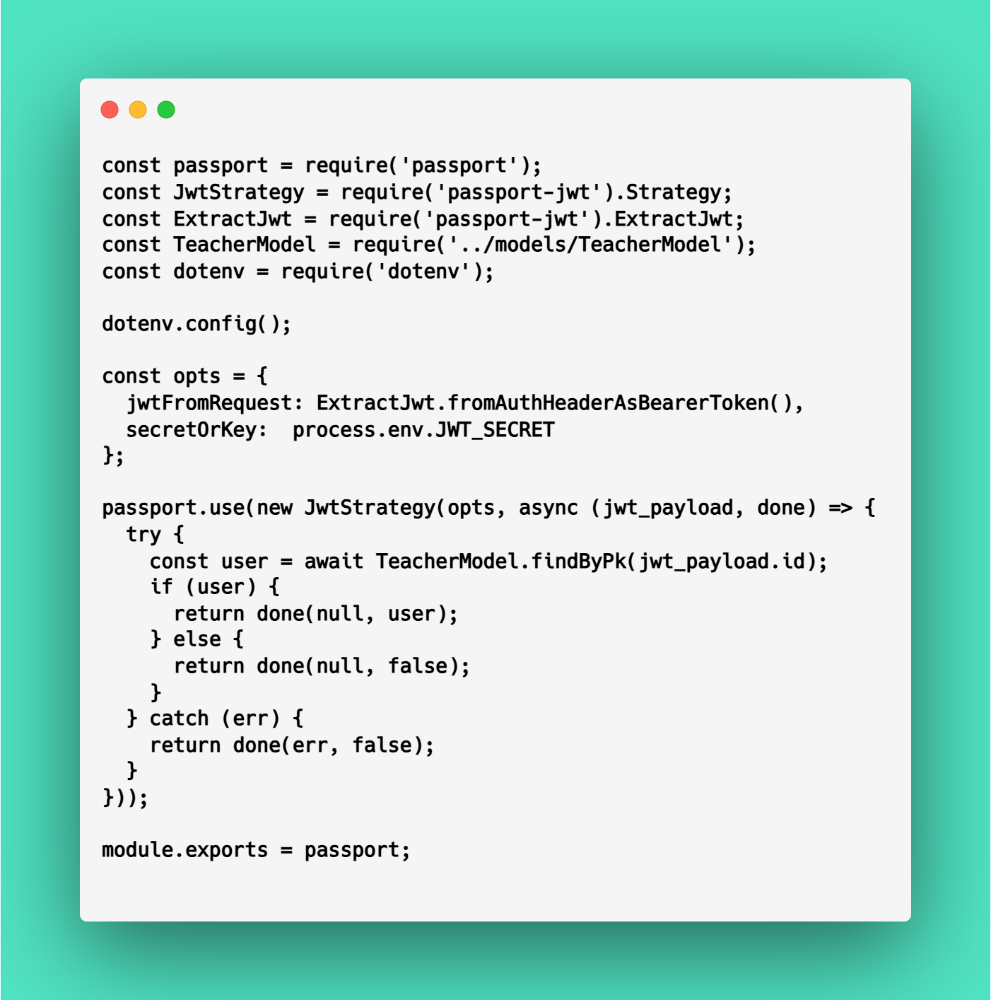 const passport = require('passport');
const JwtStrategy = require('passport-jwt').Strategy;
const ExtractJwt = require('passport-jwt').ExtractJwt;
const TeacherModel = require('../models/TeacherModel');
const dotenv = require('dotenv');

dotenv.config();

const opts = {
  jwtFromRequest: ExtractJwt.fromAuthHeaderAsBearerToken(),
  secretOrKey:  process.env.JWT_SECRET
};

passport.use(new JwtStrategy(opts, async (jwt_payload, done) => {
  try {
    const user = await TeacherModel.findByPk(jwt_payload.id);
    if (user) {
      return done(null, user);
    } else {
      return done(null, false);
    }
  } catch (err) {
    return done(err, false);
  }
}));

module.exports = passport;